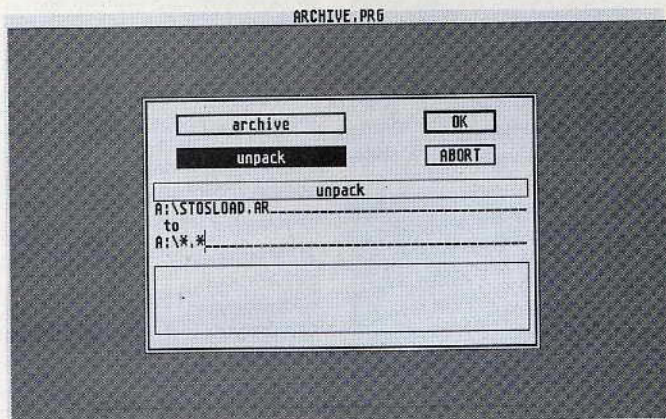 ARCHIVE.PRG
archive OK
unpack ABORT
unpack
A:\STOSLOAD.AR
to
A:\*.*